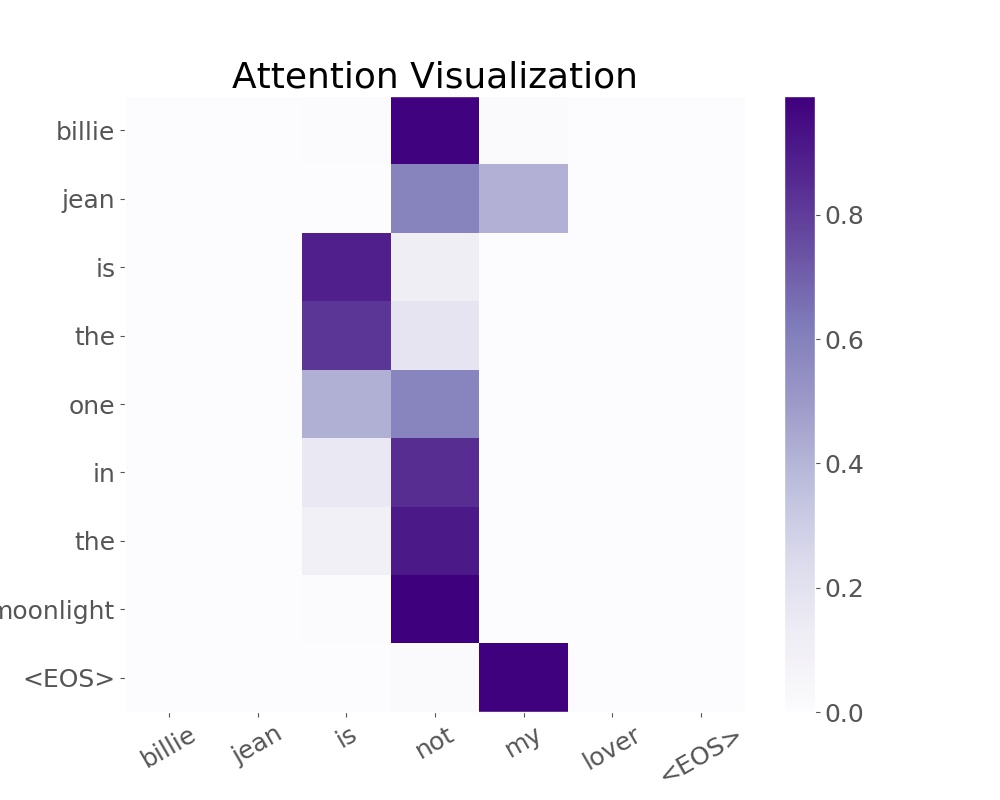 Attention Visualization
billie
jean
is
the
one
in
the
moonlight
<EOS>
0.8
0.6
0.4
0.2
0.0
billie jean is not my lover <EOS>